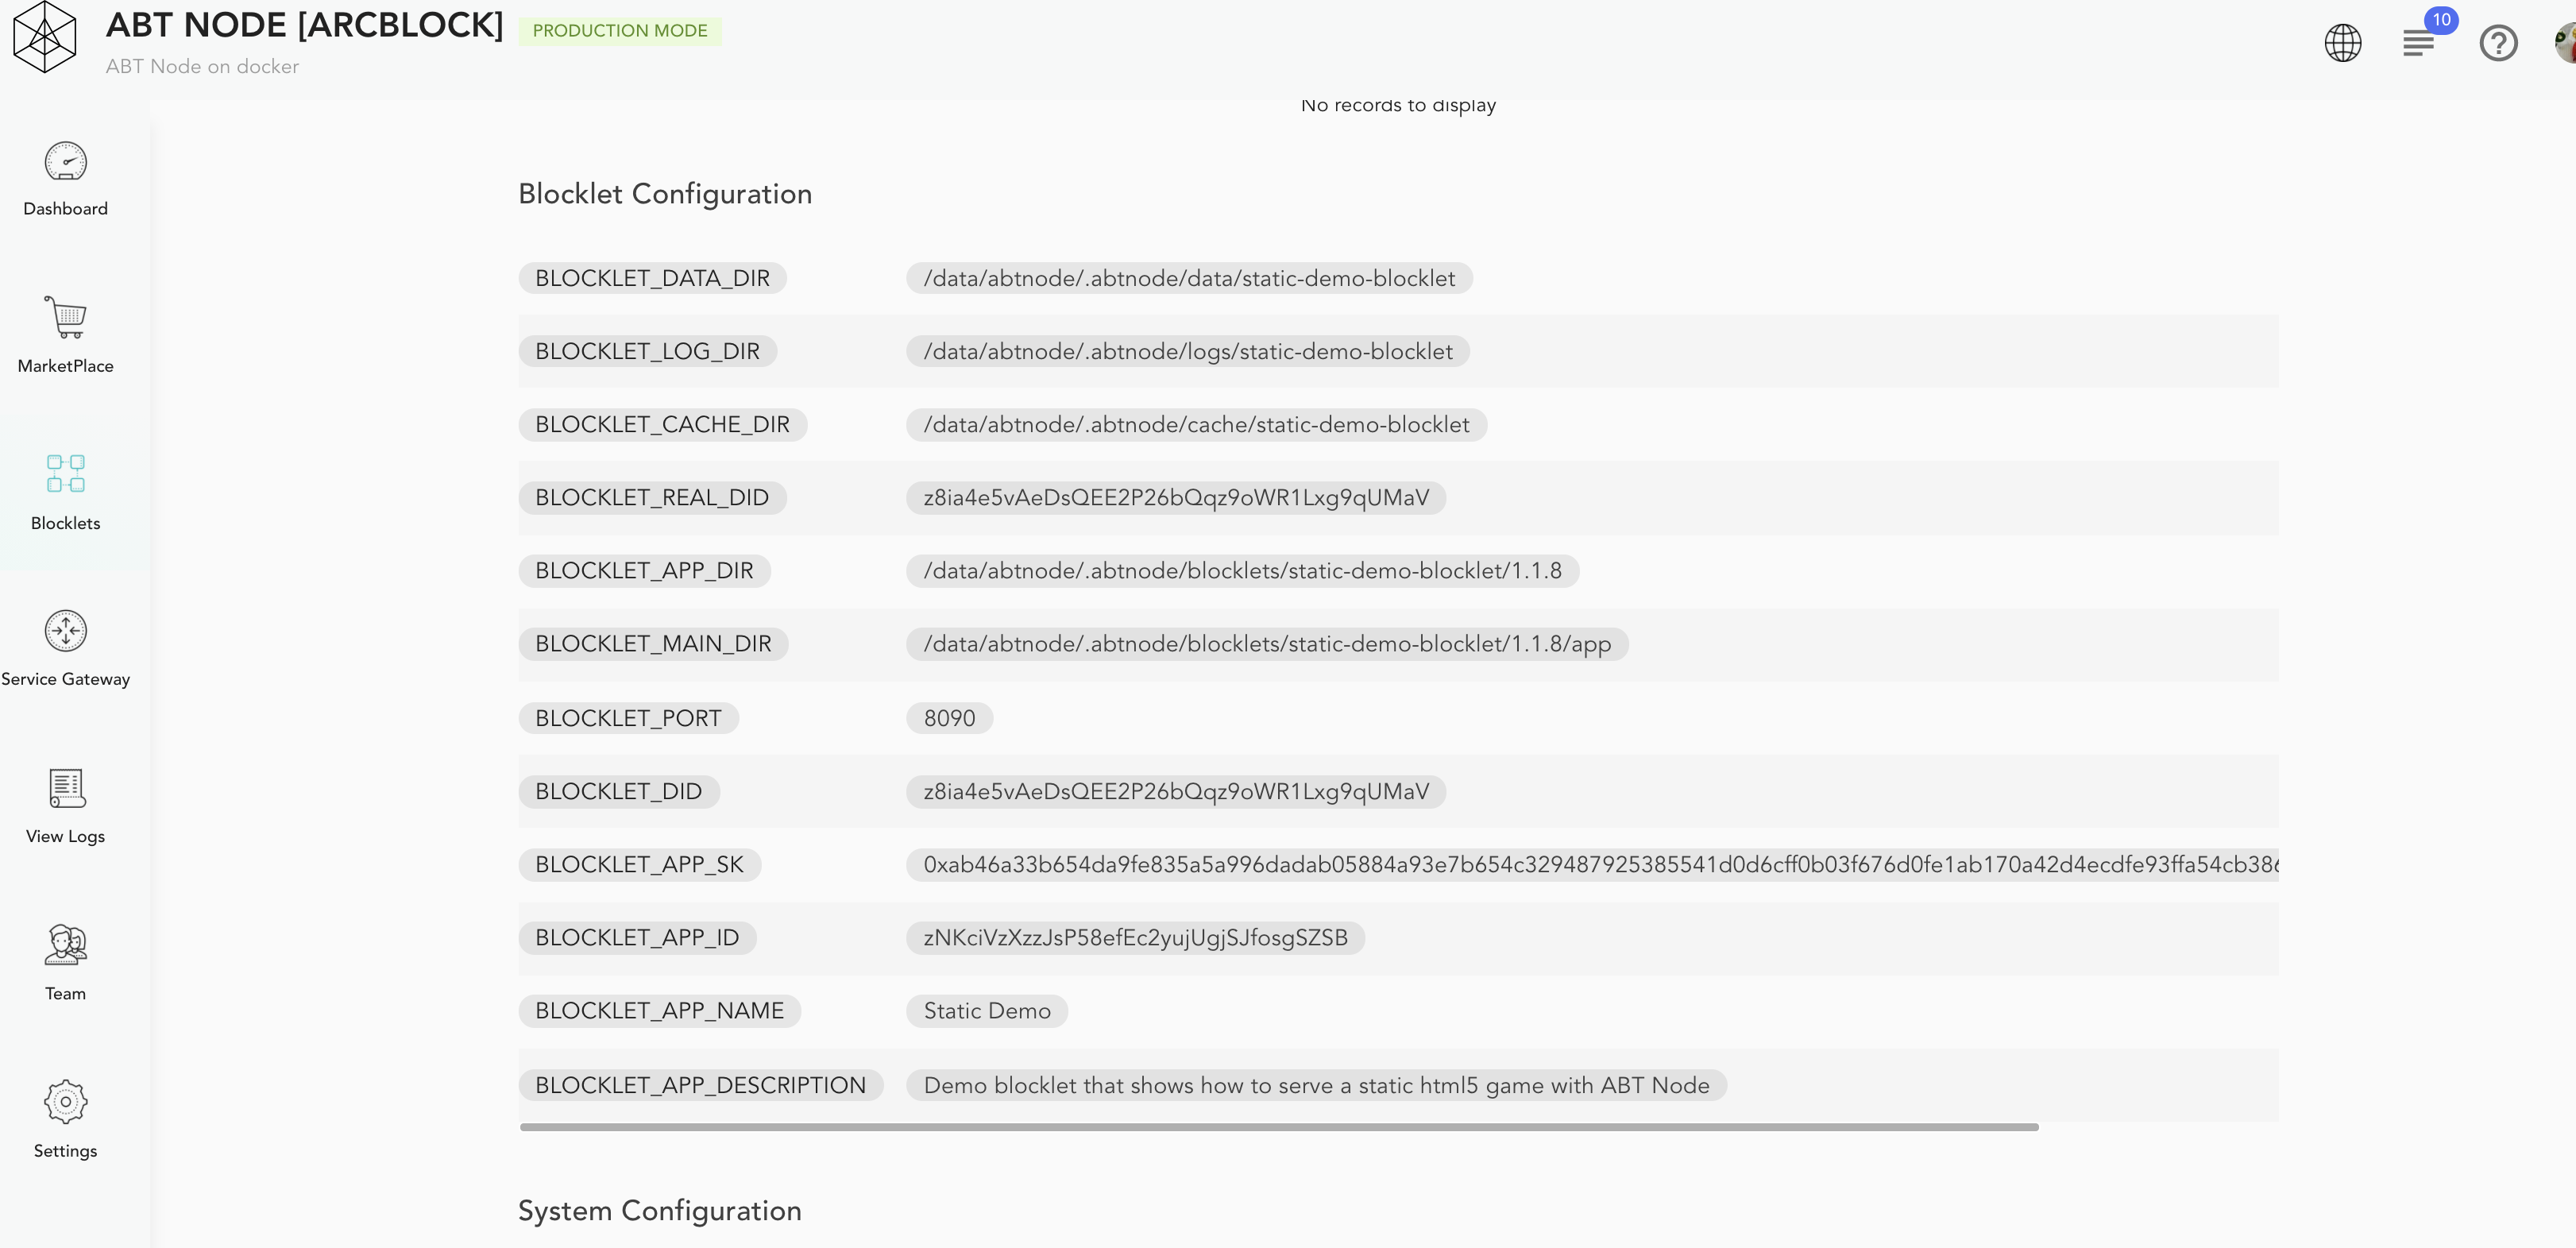 ABT NODE [ARCBLOCK] PRODUCTION MODE
ABT Node on docker
10
No records to display
Dashboard
MarketPlace
Blocklets
Service Gateway
View Logs
Team
Settings
Blocklet Configuration
BLOCKLET_DATA_DIR /data/abtnode/.abtnode/data/static-demo-blocklet
BLOCKLET_LOG_DIR /data/abtnode/.abtnode/logs/static-demo-blocklet
BLOCKLET_CACHE_DIR /data/abtnode/.abtnode/cache/static-demo-blocklet
BLOCKLET_REAL_DID z8ia4e5vAeDsQEE2P26bQqz9oWR1Lxg9qUMaV
BLOCKLET_APP_DIR /data/abtnode/.abtnode/blocklets/static-demo-blocklet/1.1.8
BLOCKLET_MAIN_DIR /data/abtnode/.abtnode/blocklets/static-demo-blocklet/1.1.8/app
BLOCKLET_PORT 8090
BLOCKLET_DID z8ia4e5vAeDsQEE2P26bQqz9oWR1Lxg9qUMaV
BLOCKLET_APP_SK 0xab46a33b654da9fe835a5a996dadab05884a93e7b654c329487925385541d0d6cff0b03f676d0fe1ab170a42d4ecdfe93ffa54cb386
BLOCKLET_APP_ID zNKciVzXzzJsP58efEc2yujUgjSJfosgSZSB
BLOCKLET_APP_NAME Static Demo
BLOCKLET_APP_DESCRIPTION Demo blocklet that shows how to serve a static html5 game with ABT Node
System Configuration